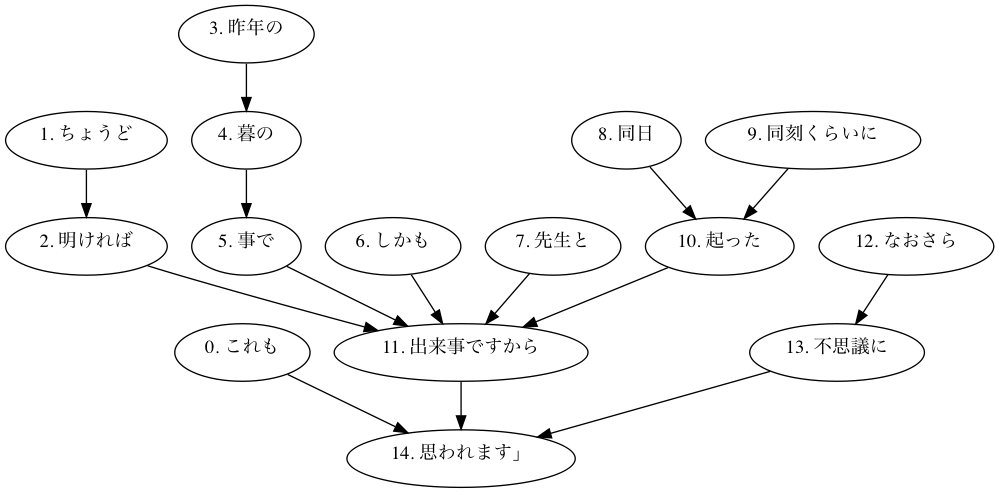 3. 昨年の
1. ちょうど
4. 暮の
8. 同日
9. 同刻くらいに
2. 明ければ
5. 事で
6. しかも
7. 先生と
10. 起った
12. なおさら
0. これも
11. 出来事ですから
13. 不思議に
14. 思われます」